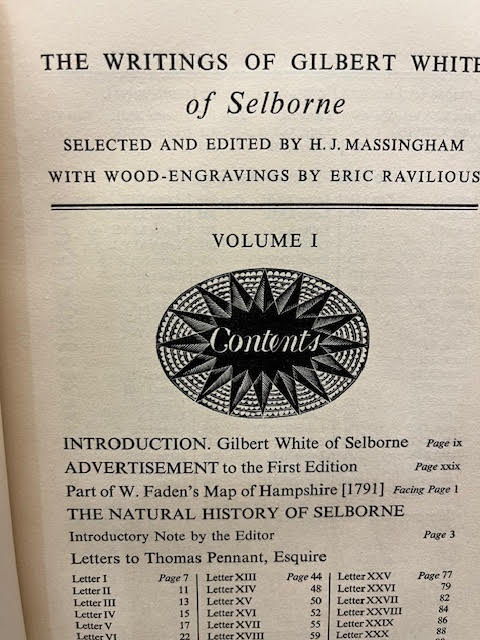 THE WRITINGS OF GILBERT WHITE
of Selborne
SELECTED AND EDITED BY H. J. MASSINGHAM
WITH WOOD-ENGRAVINGS BY ERIC RAVILIOUS
VOLUME I
Contents
INTRODUCTION. Gilbert White of Selborne Page ix
ADVERTISEMENT to the First Edition Page xxix
Part of W. Faden's Map of Hampshire [1791] Facing Page 1
THE NATURAL HISTORY OF SELBORNE
Introductory Note by the Editor Page 3
Letters to Thomas Pennant, Esquire
Letter I Page 7 Letter XIII Page 44 Letter XXV Page 77
Letter II 11 Letter XIV 48 Letter XXVI 79
Letter III 13 Letter XV 50 Letter XXVII 82
Letter IV 15 Letter XVI 52 Letter XXVIII 84
Letter V 17 Letter XVII 55 Letter XXIX 86
Letter VI 22 Letter XVIII 59 Letter XXX 88